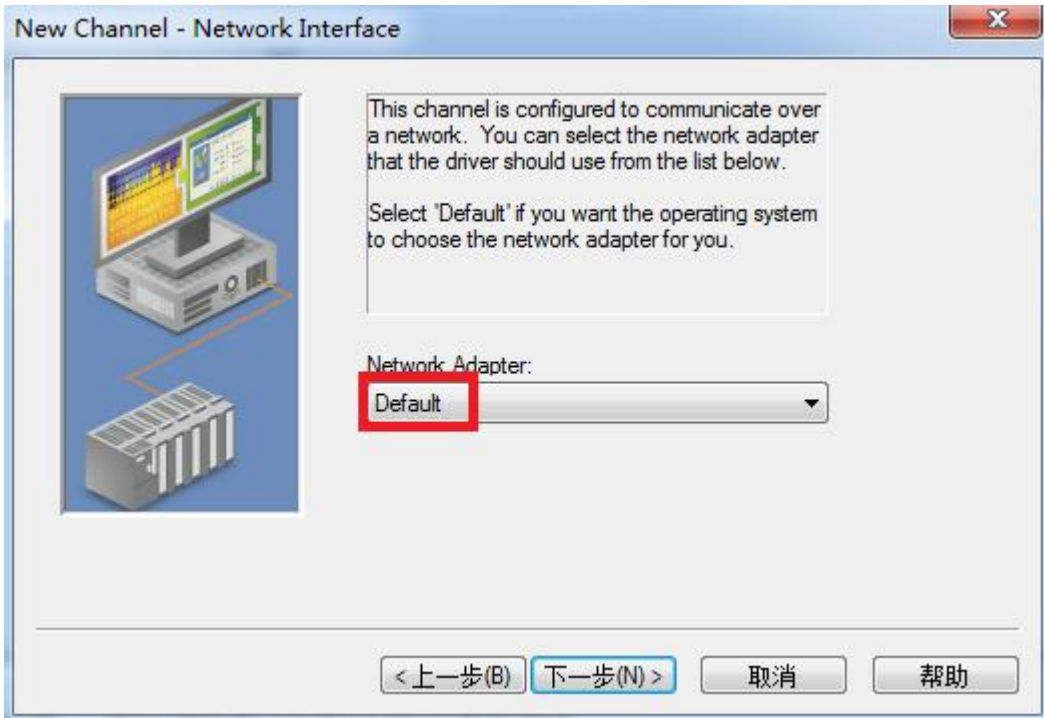 New Channel - Network Interface
This channel is configured to communicate over
a network.  You can select the network adapter
that the driver should use from the list below.
Select 'Default' if you want the operating system
to choose the network adapter for you.
Network Adapter:
Default
<上一步(B) 下一步(N)> 取消 帮助